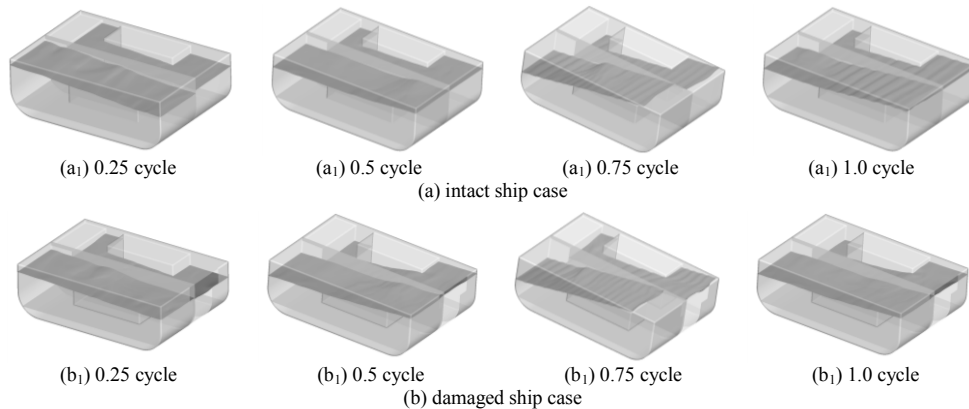 (a₁) 0.25 cycle (a₁) 0.5 cycle (a₁) 0.75 cycle (a₁) 1.0 cycle
(a) intact ship case
(b₁) 0.25 cycle (b₁) 0.5 cycle (b₁) 0.75 cycle (b₁) 1.0 cycle
(b) damaged ship case